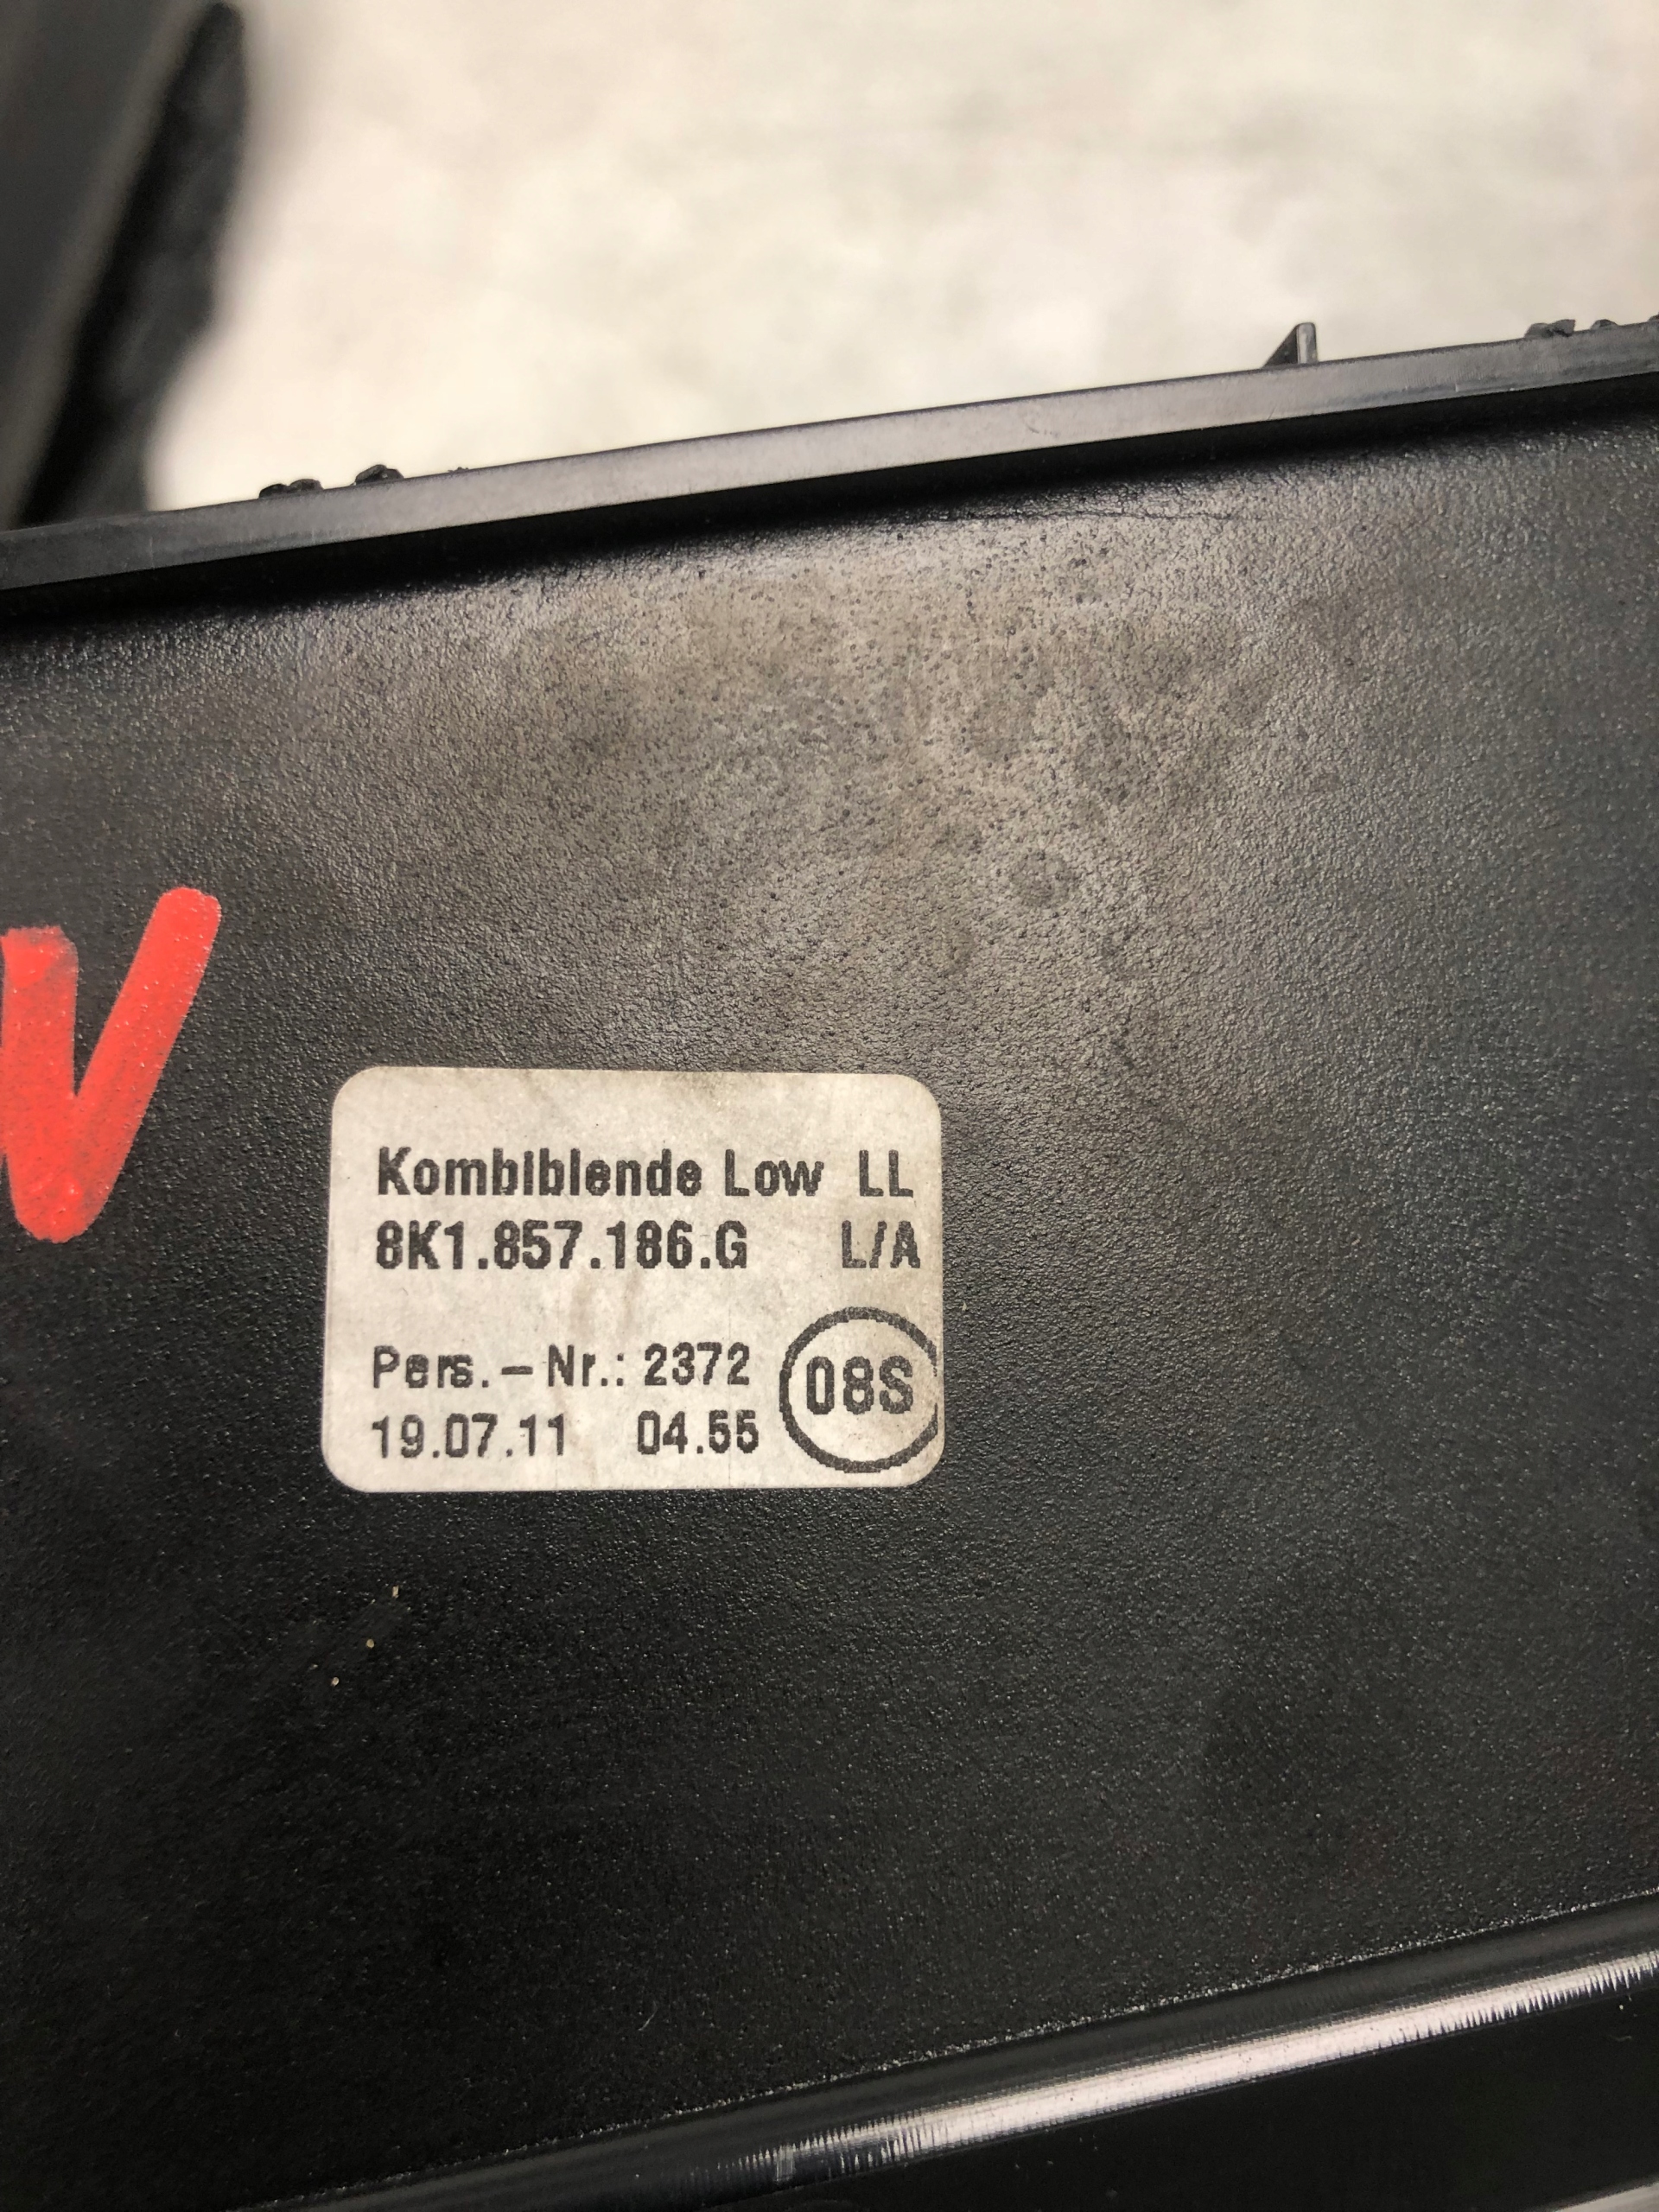 Kombiblende Low LL
8K1.857.186.G L/A
Pers.-Nr.: 2372
08S
19.07.11 04.55